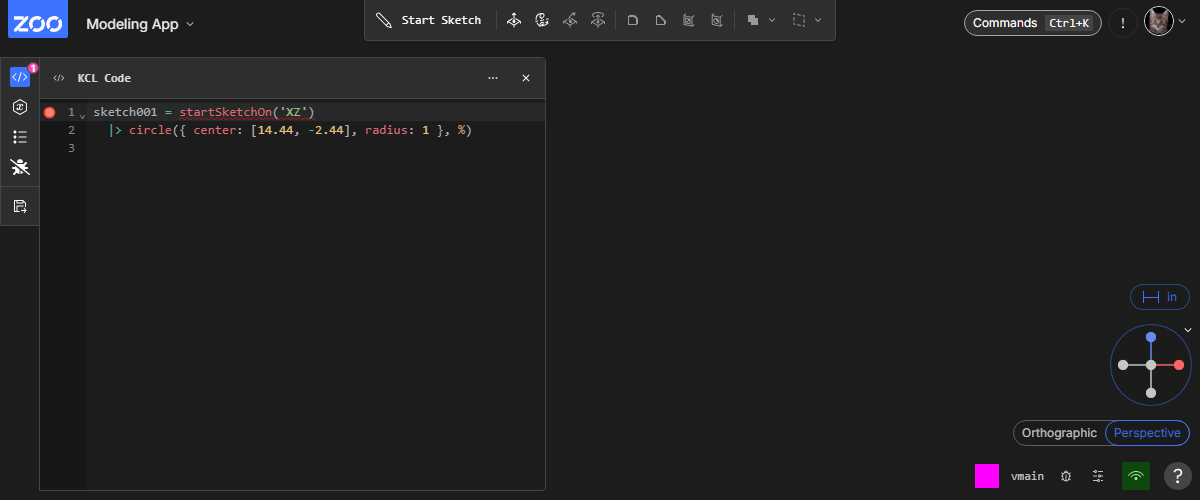 ZOO Modeling App
Start Sketch
Commands Ctrl+K
!
1
</> KCL Code
1 sketch001 = startSketchOn('XZ')
2 |> circle({ center: [14.44, -2.44], radius: 1 }, %)
3
in
Orthographic Perspective
vmain
?